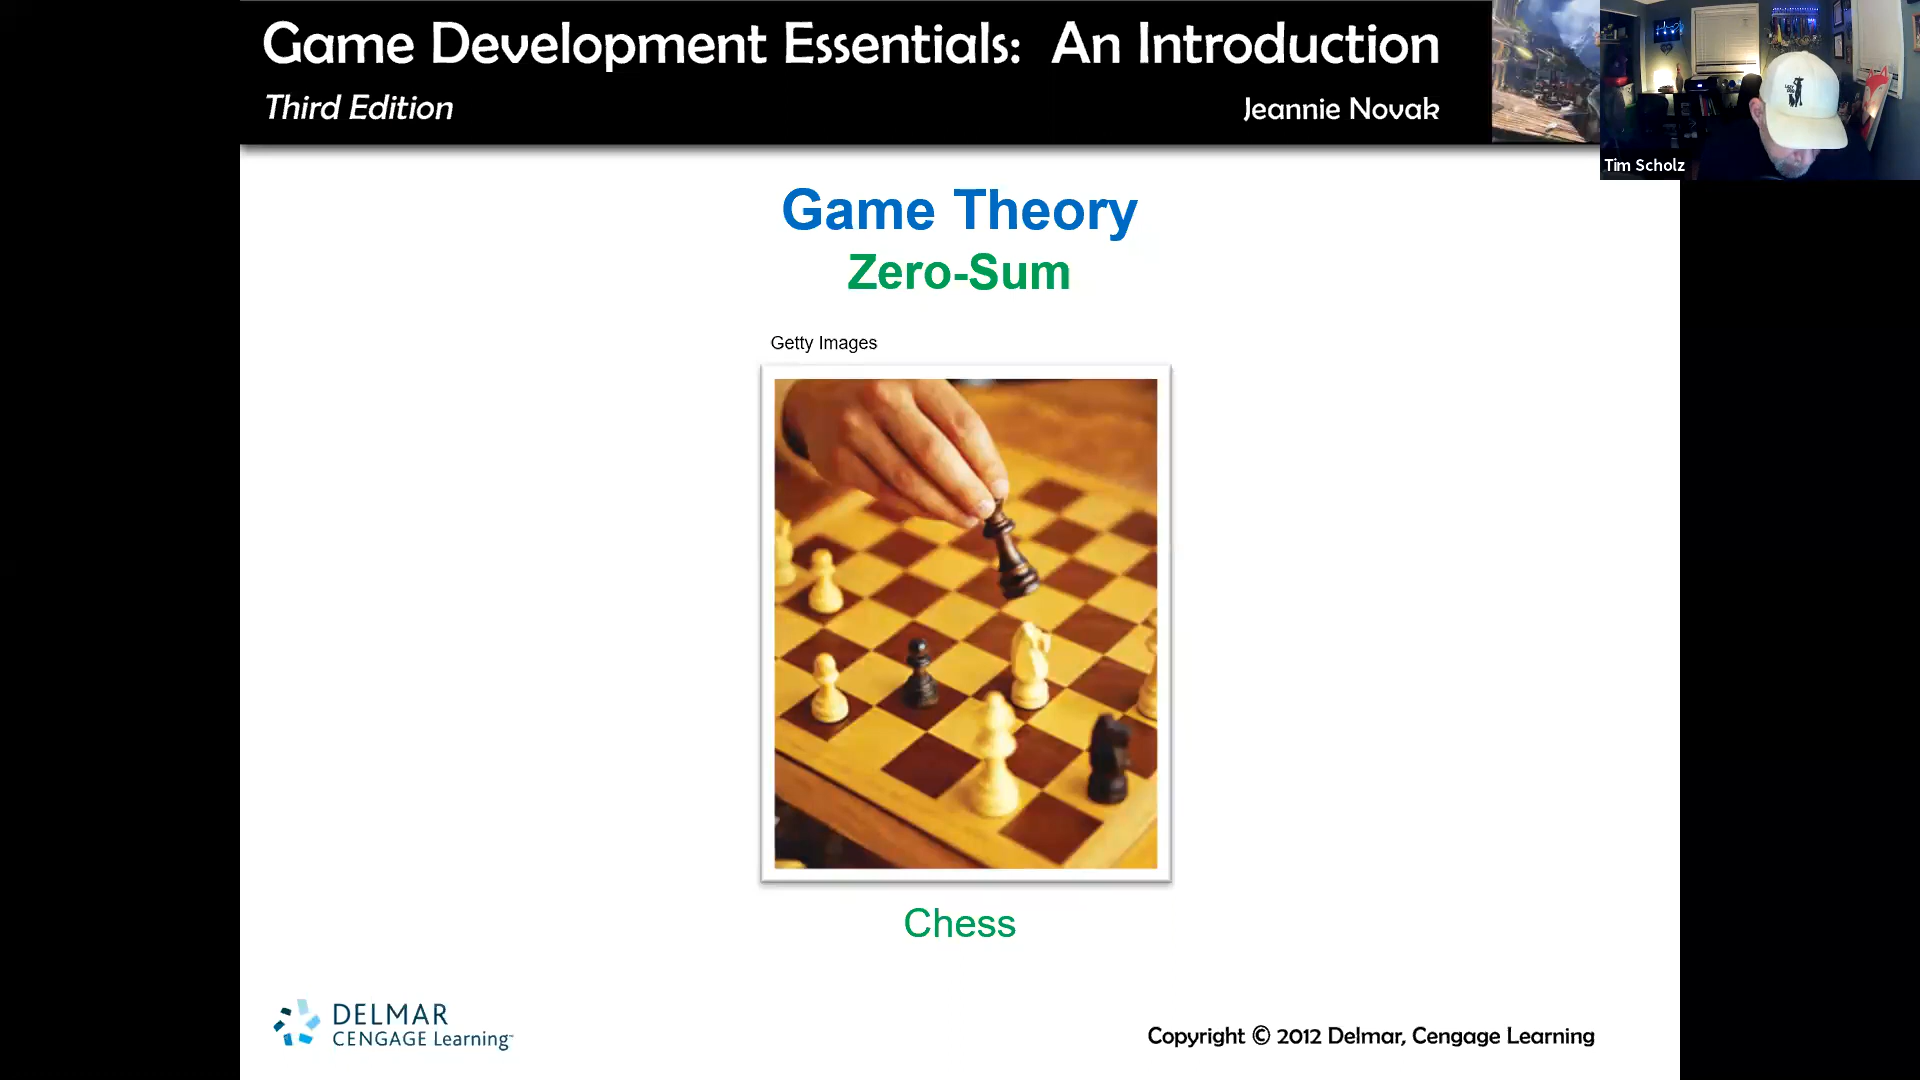 Game Development Essentials: An Introduction
Third Edition
Jeannie Novak
Tim Scholz
Game Theory
Zero-Sum
Getty Images
Chess
DELMAR
CENGAGE Learning™
Copyright © 2012 Delmar, Cengage Learning